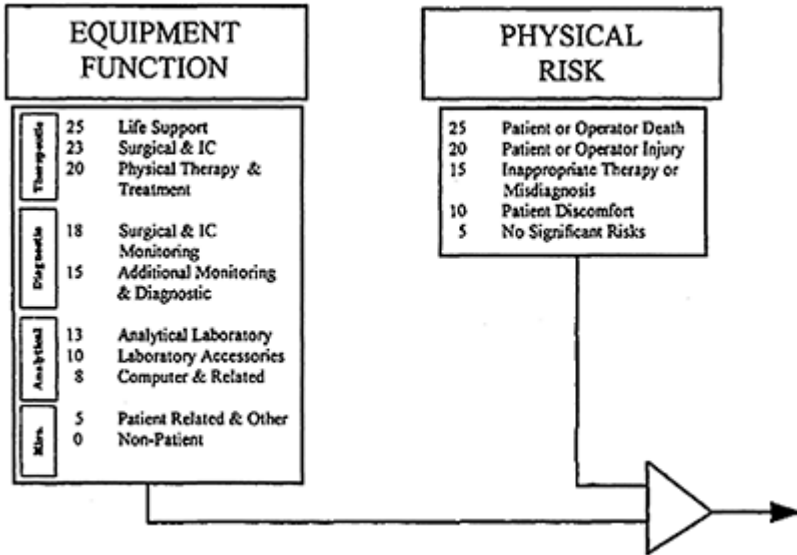 EQUIPMENT
FUNCTION
Therapeutic
25 Life Support
23 Surgical & IC
20 Physical Therapy &
Treatment
Diagnostic
18 Surgical & IC
Monitoring
15 Additional Monitoring
& Diagnostic
Analytical
13 Analytical Laboratory
10 Laboratory Accessories
8 Computer & Related
Misc.
5 Patient Related & Other
0 Non-Patient
PHYSICAL
RISK
25 Patient or Operator Death
20 Patient or Operator Injury
15 Inappropriate Therapy or
Misdiagnosis
10 Patient Discomfort
5 No Significant Risks